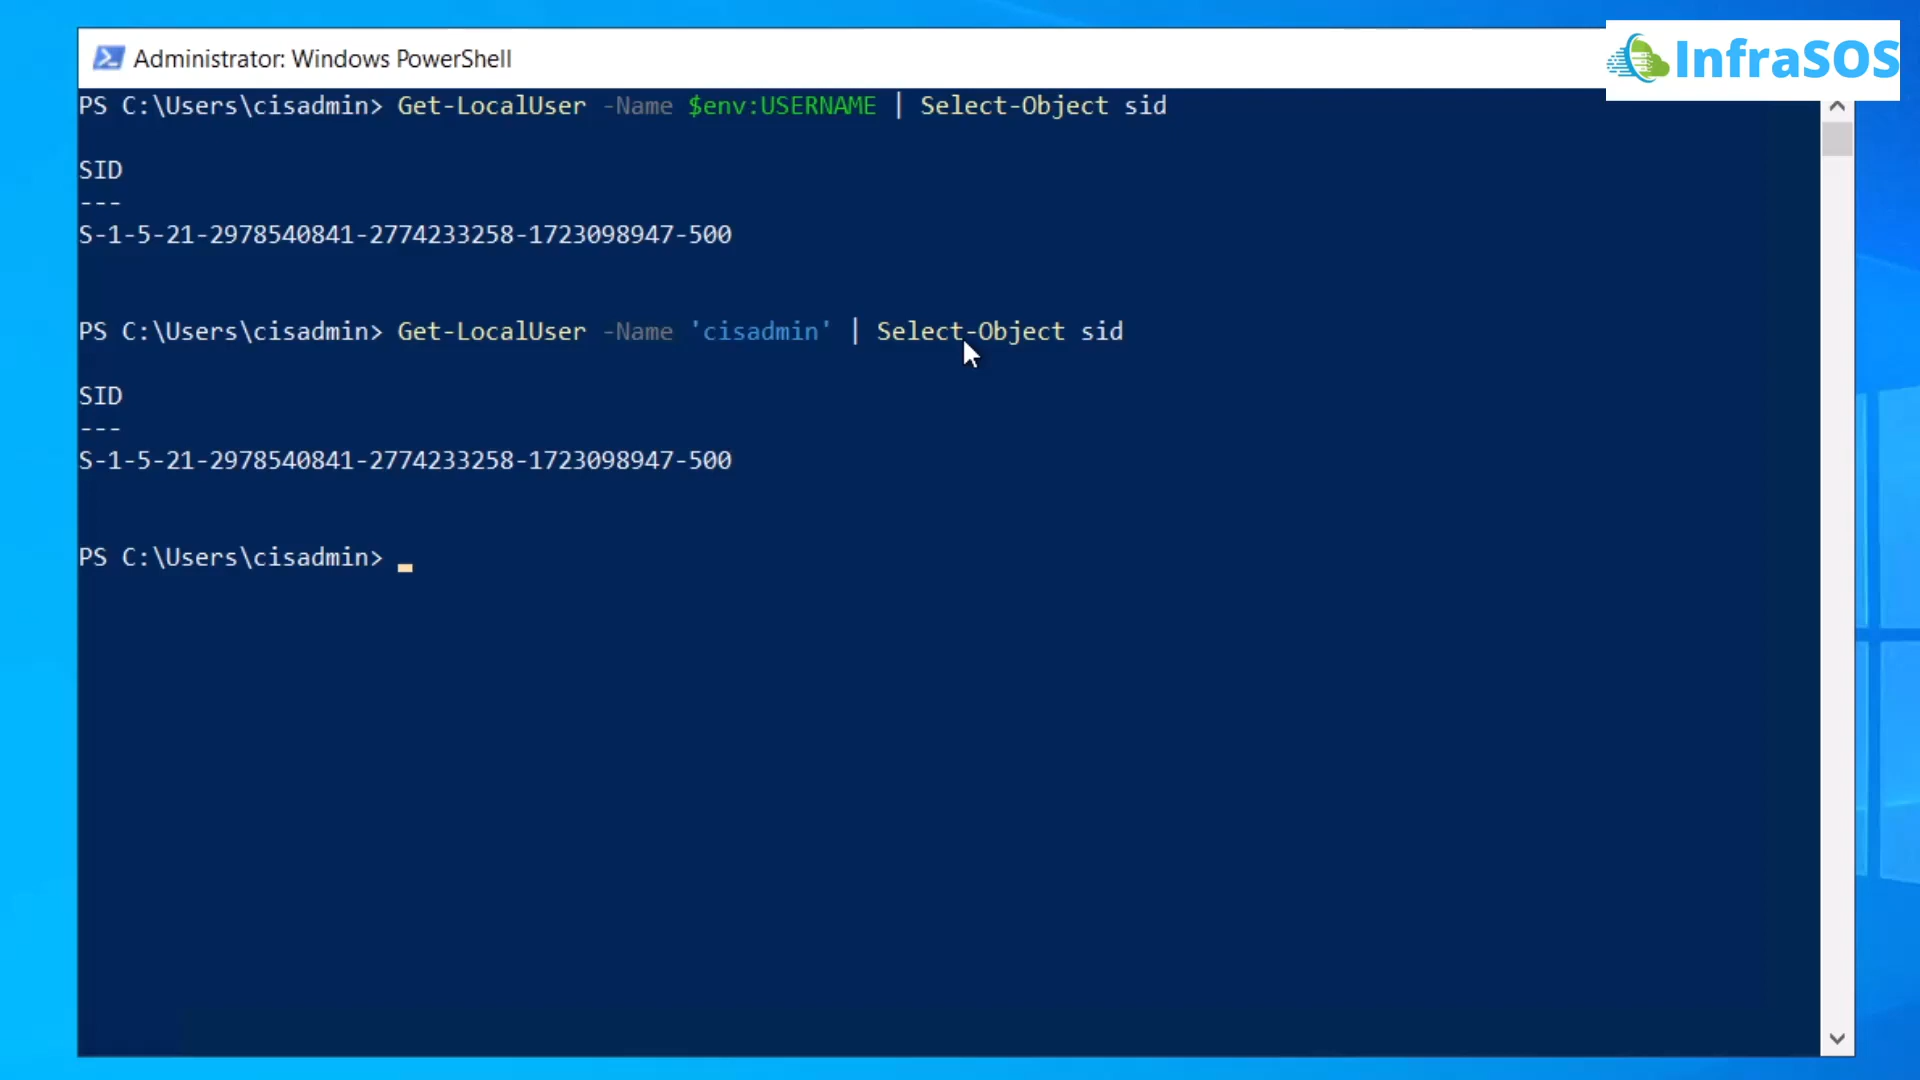 Administrator: Windows PowerShell
InfraSOS
PS C:\Users\cisadmin> Get-LocalUser -Name $env:USERNAME | Select-Object sid
SID
---
S-1-5-21-2978540841-2774233258-1723098947-500
PS C:\Users\cisadmin> Get-LocalUser -Name 'cisadmin' | Select-Object sid
SID
---
S-1-5-21-2978540841-2774233258-1723098947-500
PS C:\Users\cisadmin>